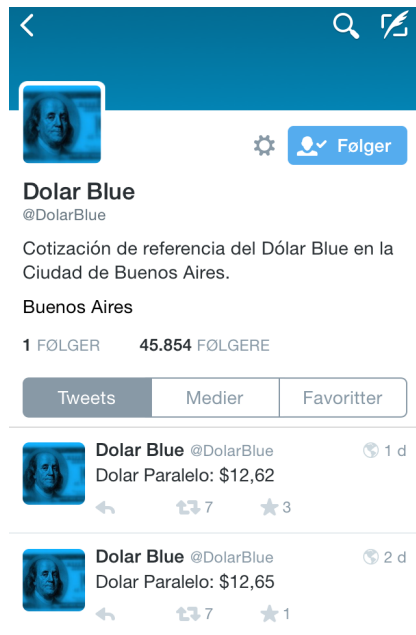 Følger
Dolar Blue
@DolarBlue
Cotización de referencia del Dólar Blue en la
Ciudad de Buenos Aires.
Buenos Aires
1 FØLGER 45.854 FØLGERE
Tweets Medier Favoritter
Dolar Blue @DolarBlue 1 d
Dolar Paralelo: $12,62
7 3
Dolar Blue @DolarBlue 2 d
Dolar Paralelo: $12,65
7 1